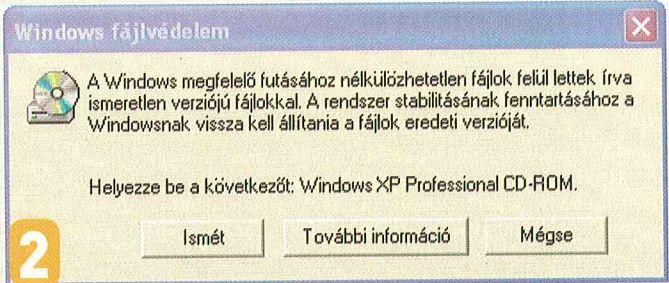 Windows fájlvédelem
A Windows megfelelő futásához nélkülözhetetlen fájlok felül lettek írva
ismeretlen verziójú fájlokkal. A rendszer stabilitásának fenntartásához a
Windowsnak vissza kell állítania a fájlok eredeti verzióját.
Helyezze be a következőt: Windows XP Professional CD-ROM.
Ismét
További információ
Mégse
2